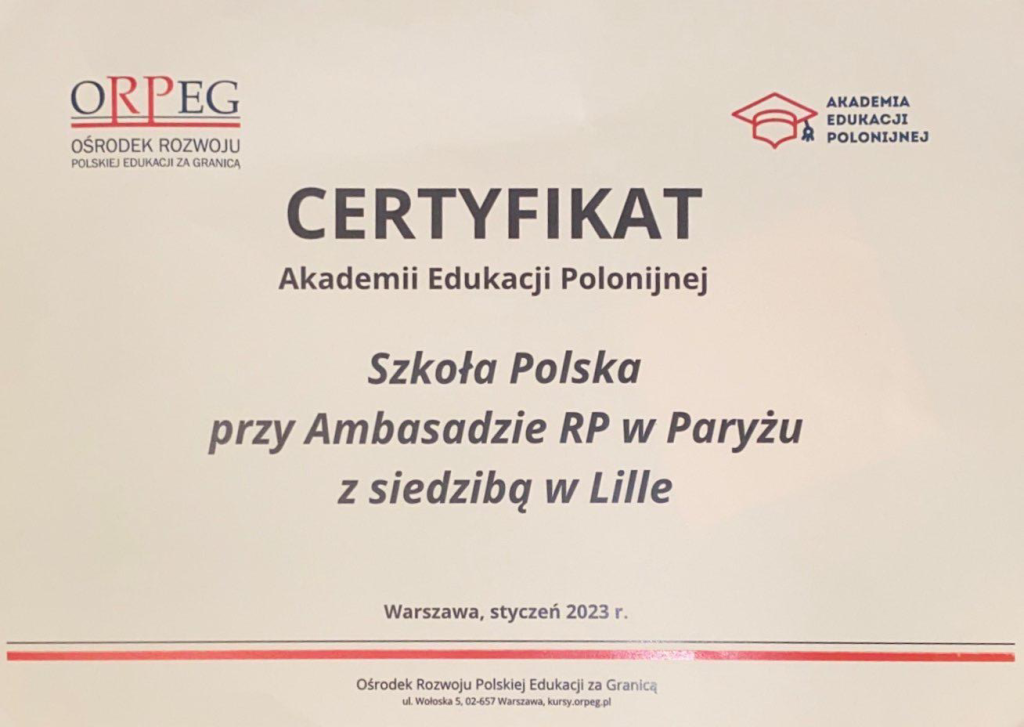 ORPEG
OŚRODEK ROZWOJU
POLSKIEJ EDUKACJI ZA GRANICĄ
AKADEMIA
EDUKACJI
POLONIJNEJ
CERTYFIKAT
Akademii Edukacji Polonijnej
Szkoła Polska
przy Ambasadzie RP w Paryżu
z siedzibą w Lille
Warszawa, styczeń 2023 r.
Ośrodek Rozwoju Polskiej Edukacji za Granicą
ul. Wołoska 5, 02-657 Warszawa, kursy.orpeg.pl